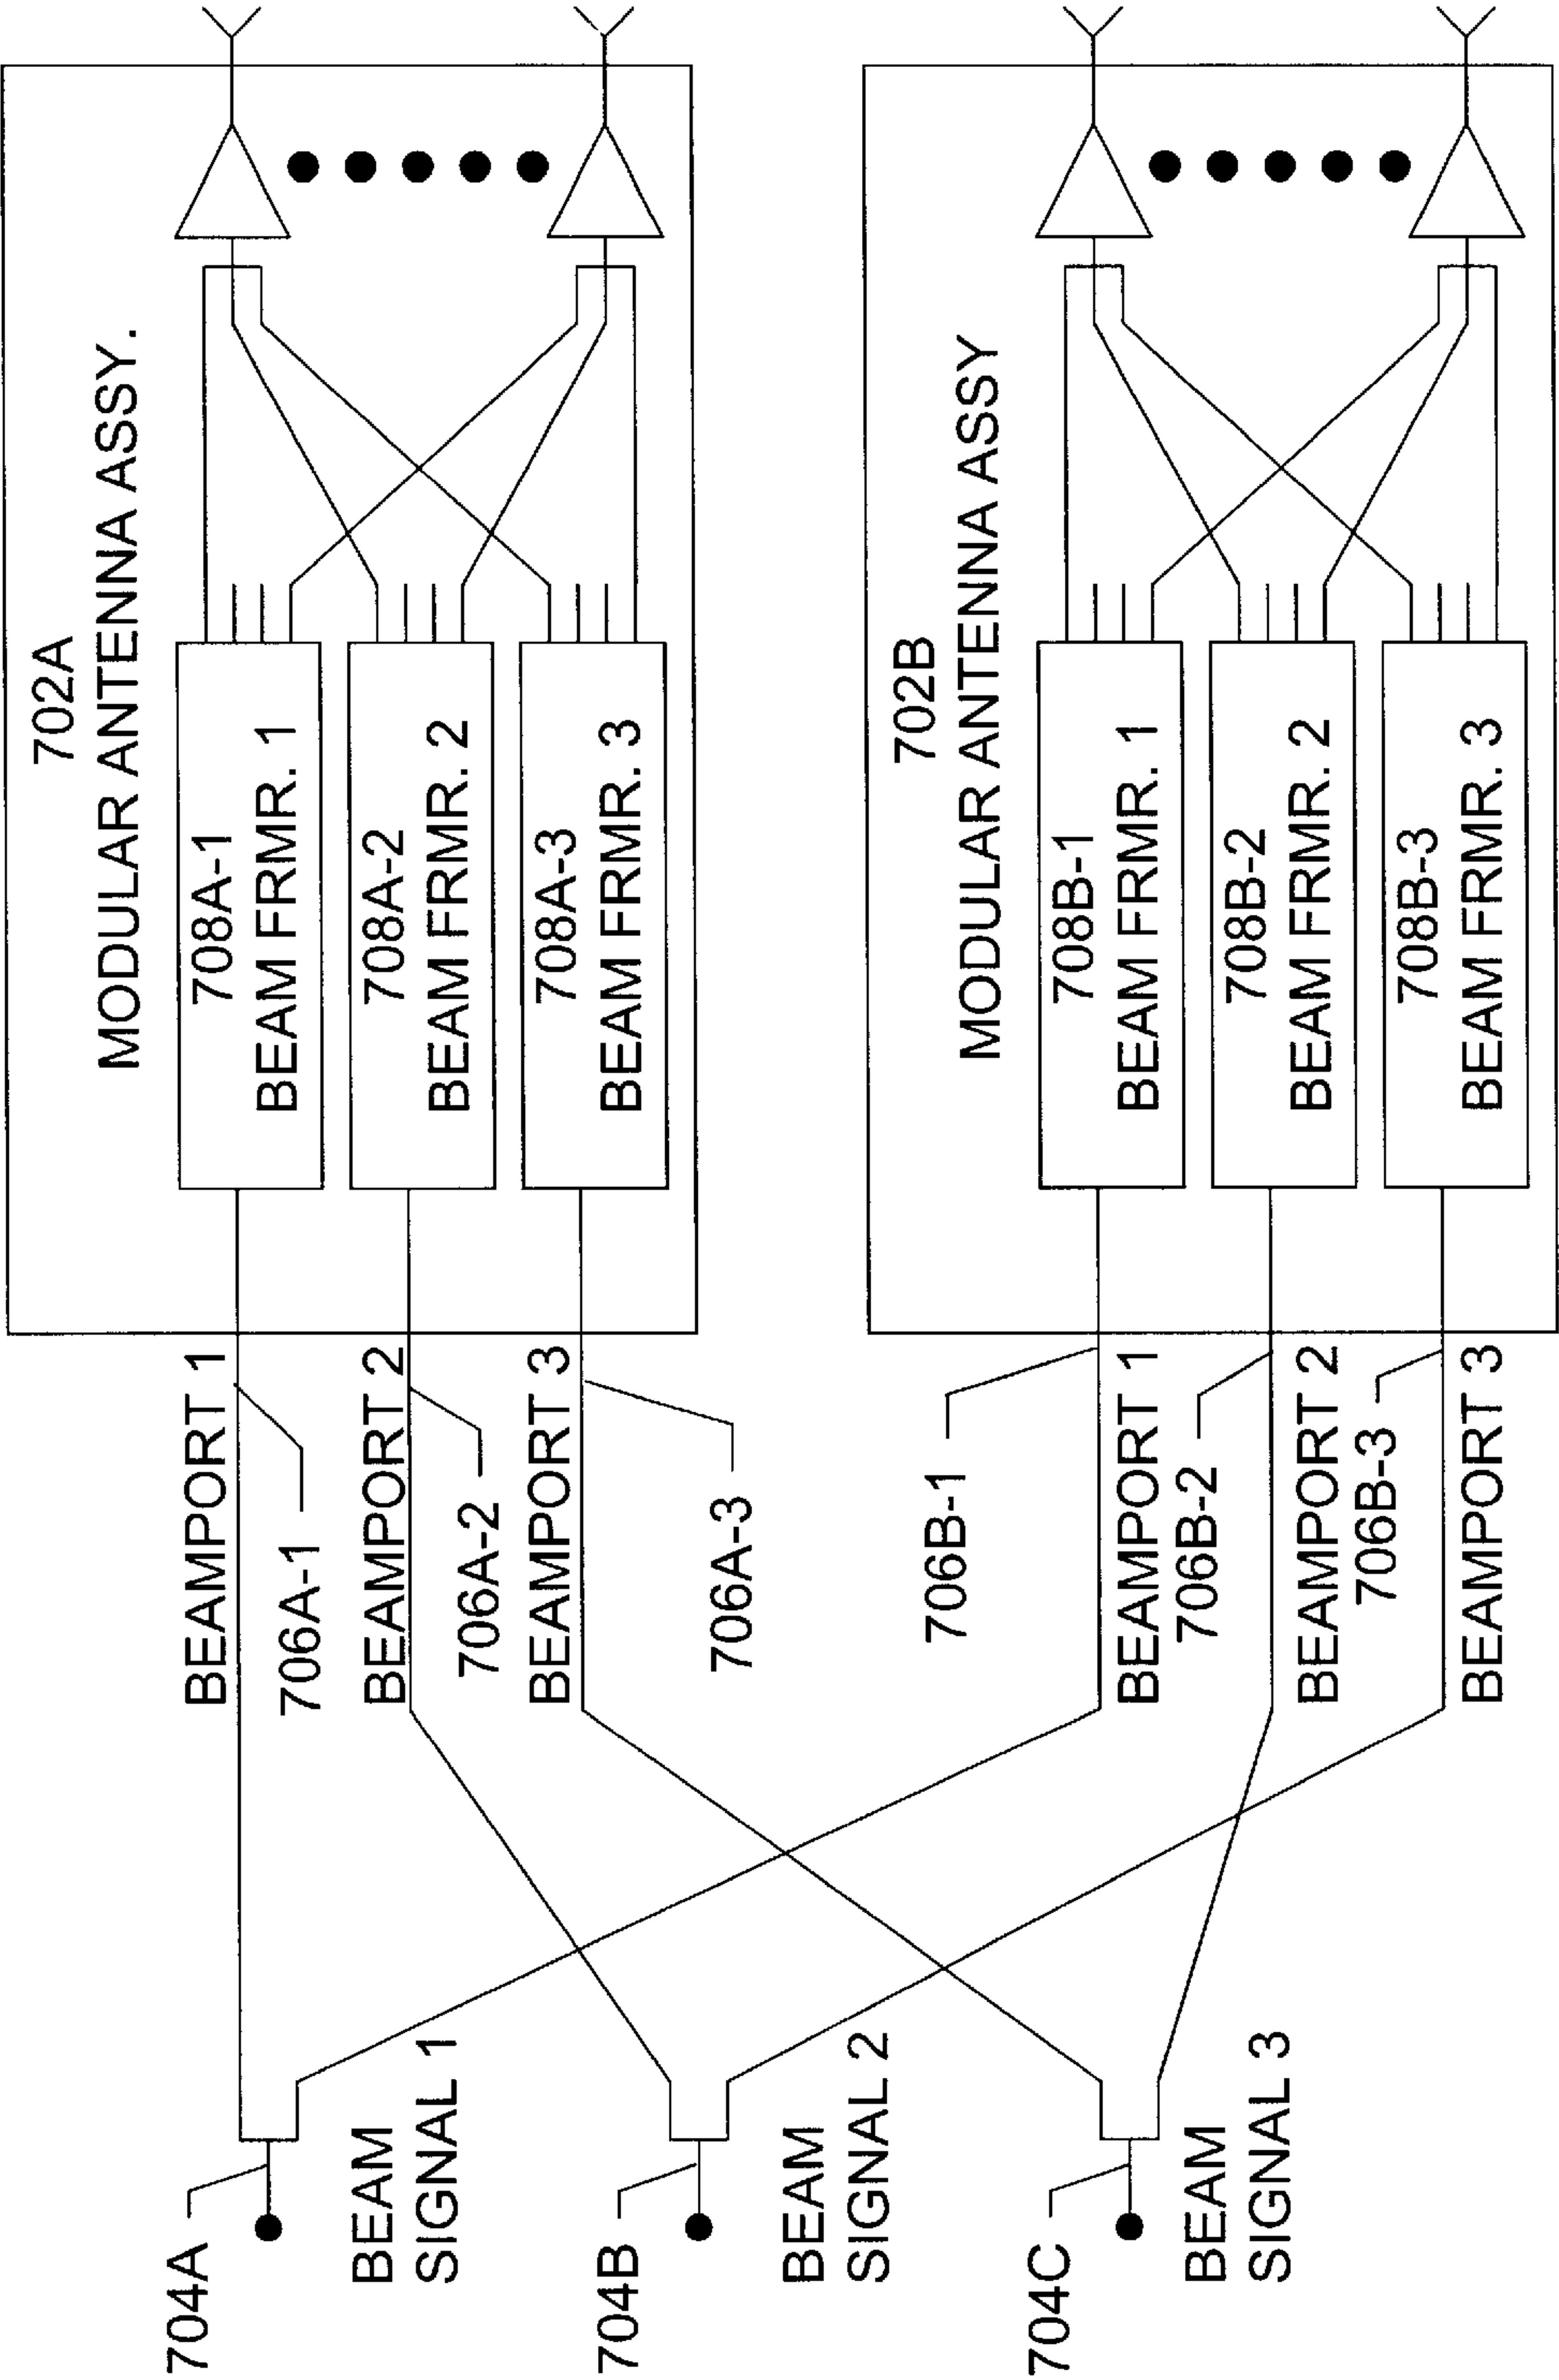 702A
MODULAR ANTENNA ASSY.
708A-1
BEAM FRMR. 1
708A-2
BEAM FRMR. 2
708A-3
BEAM FRMR. 3
BEAMPORT 1
706A-1
BEAMPORT 2
706A-2
BEAMPORT 3
706A-3
704A
BEAM
SIGNAL 1
704B
BEAM
SIGNAL 2
704C
BEAM
SIGNAL 3
702B
MODULAR ANTENNA ASSY
708B-1
BEAM FRMR. 1
708B-2
BEAM FRMR. 2
708B-3
BEAM FRMR. 3
706B-1
BEAMPORT 1
706B-2
BEAMPORT 2
706B-3
BEAMPORT 3